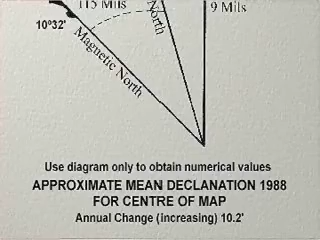 115 Mils
North
9 Mils
10°32'
Magnetic North
Use diagram only to obtain numerical values
APPROXIMATE MEAN DECLANATION 1988
FOR CENTRE OF MAP
Annual Change (increasing) 10.2'